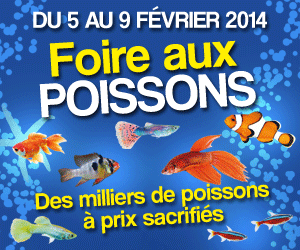 DU 5 AU 9 FÉVRIER 2014
Foire aux
POISSONS
Des milliers de poissons
à prix sacrifiés